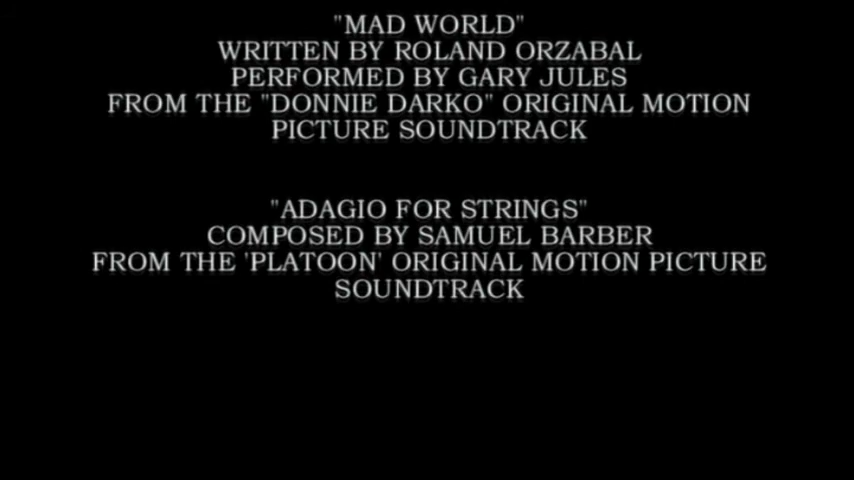 "MAD WORLD"
WRITTEN BY ROLAND ORZABAL
PERFORMED BY GARY JULES
FROM THE "DONNIE DARKO" ORIGINAL MOTION
PICTURE SOUNDTRACK
"ADAGIO FOR STRINGS"
COMPOSED BY SAMUEL BARBER
FROM THE 'PLATOON' ORIGINAL MOTION PICTURE
SOUNDTRACK